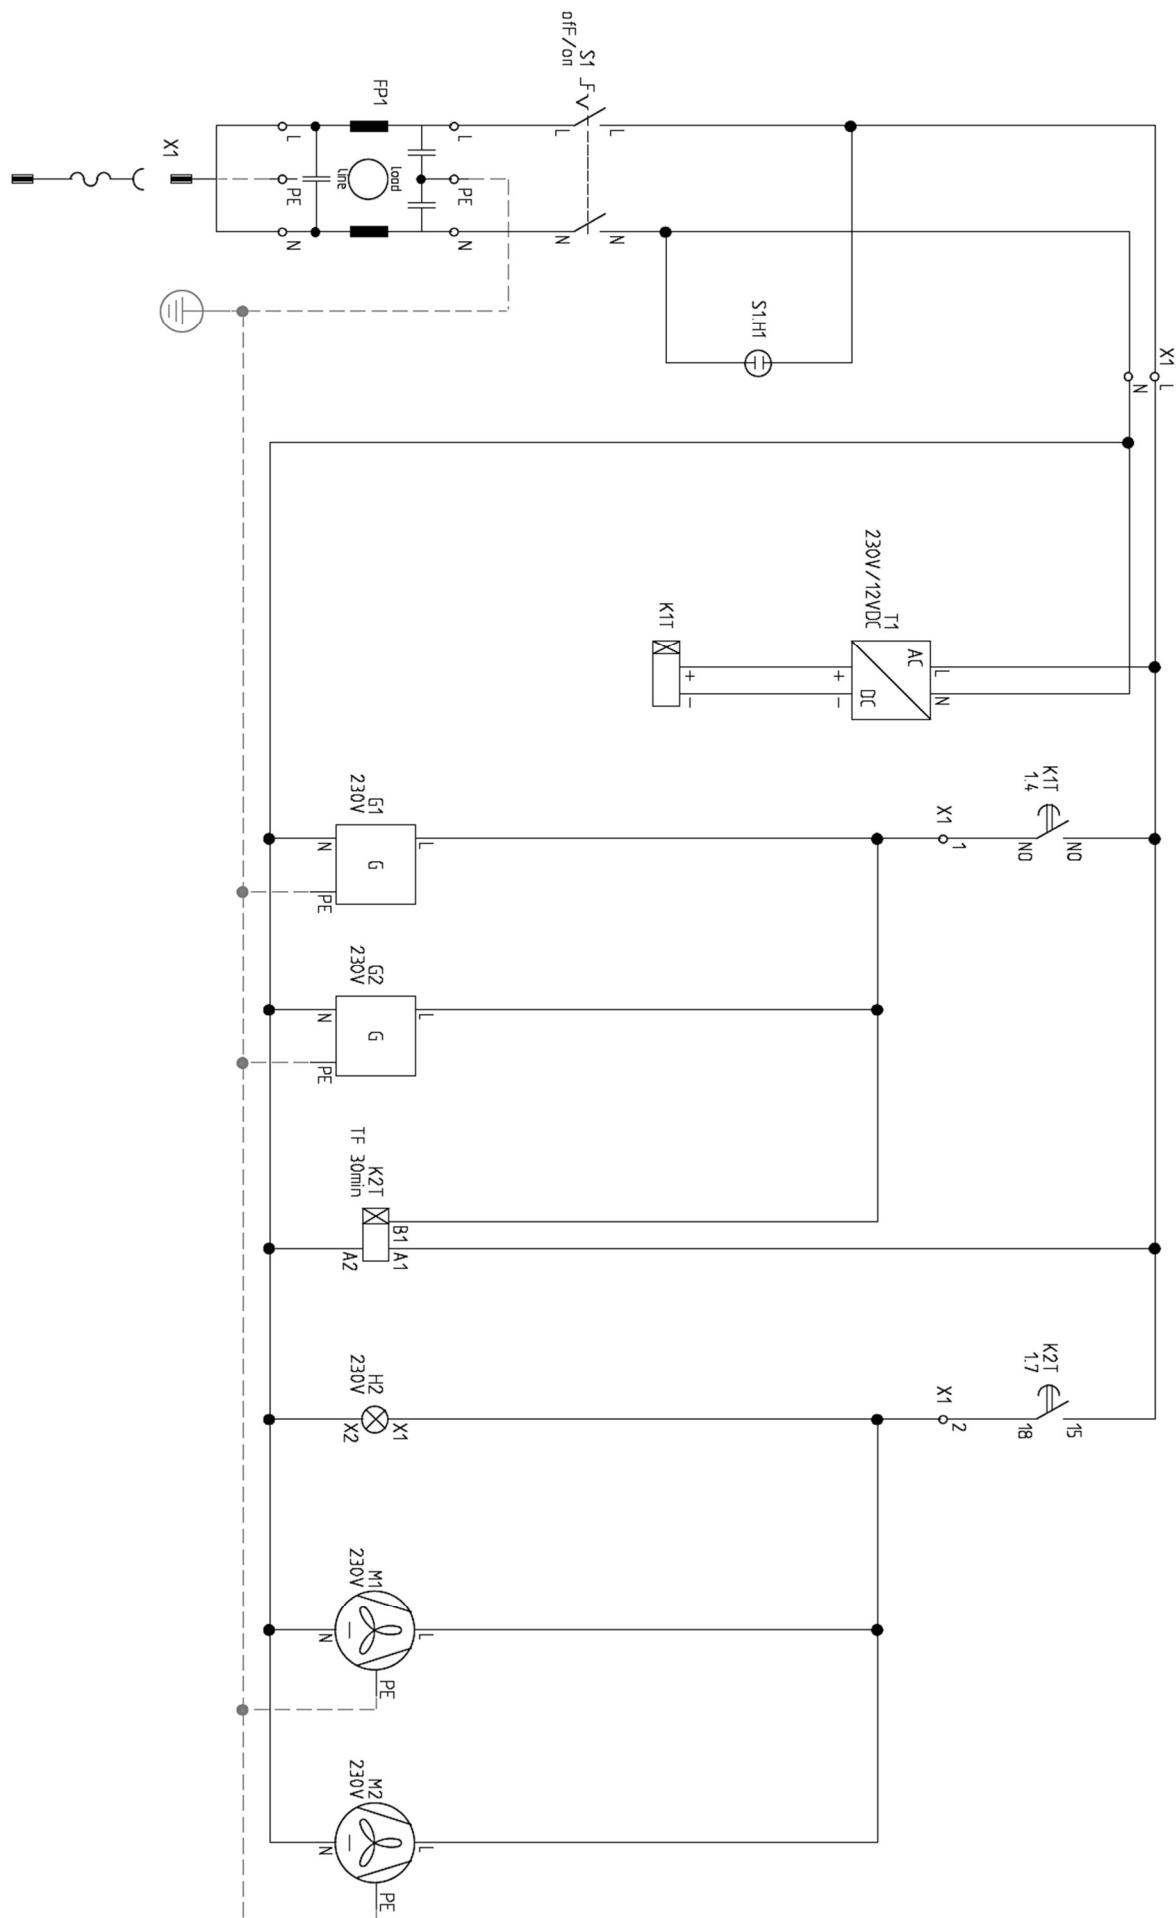 S1
off/on
FP1
X1
L
L
L
L
PE
Line
Load
PE
N
N
N
N
S1.H1
X1
L
N
T1
230V/12VDC
AC
L
DC
N
K1T
+
+
-
-
K1T
1.4
NO
NO
X1
1
G1
230V
N
G
L
PE
G2
230V
N
G
L
PE
K2T
TF 30min
B1
A2
A1
K2T
1.7
18
15
X1
2
H2
230V
X2
X1
M1
230V
N
L
PE
M2
230V
N
L
PE